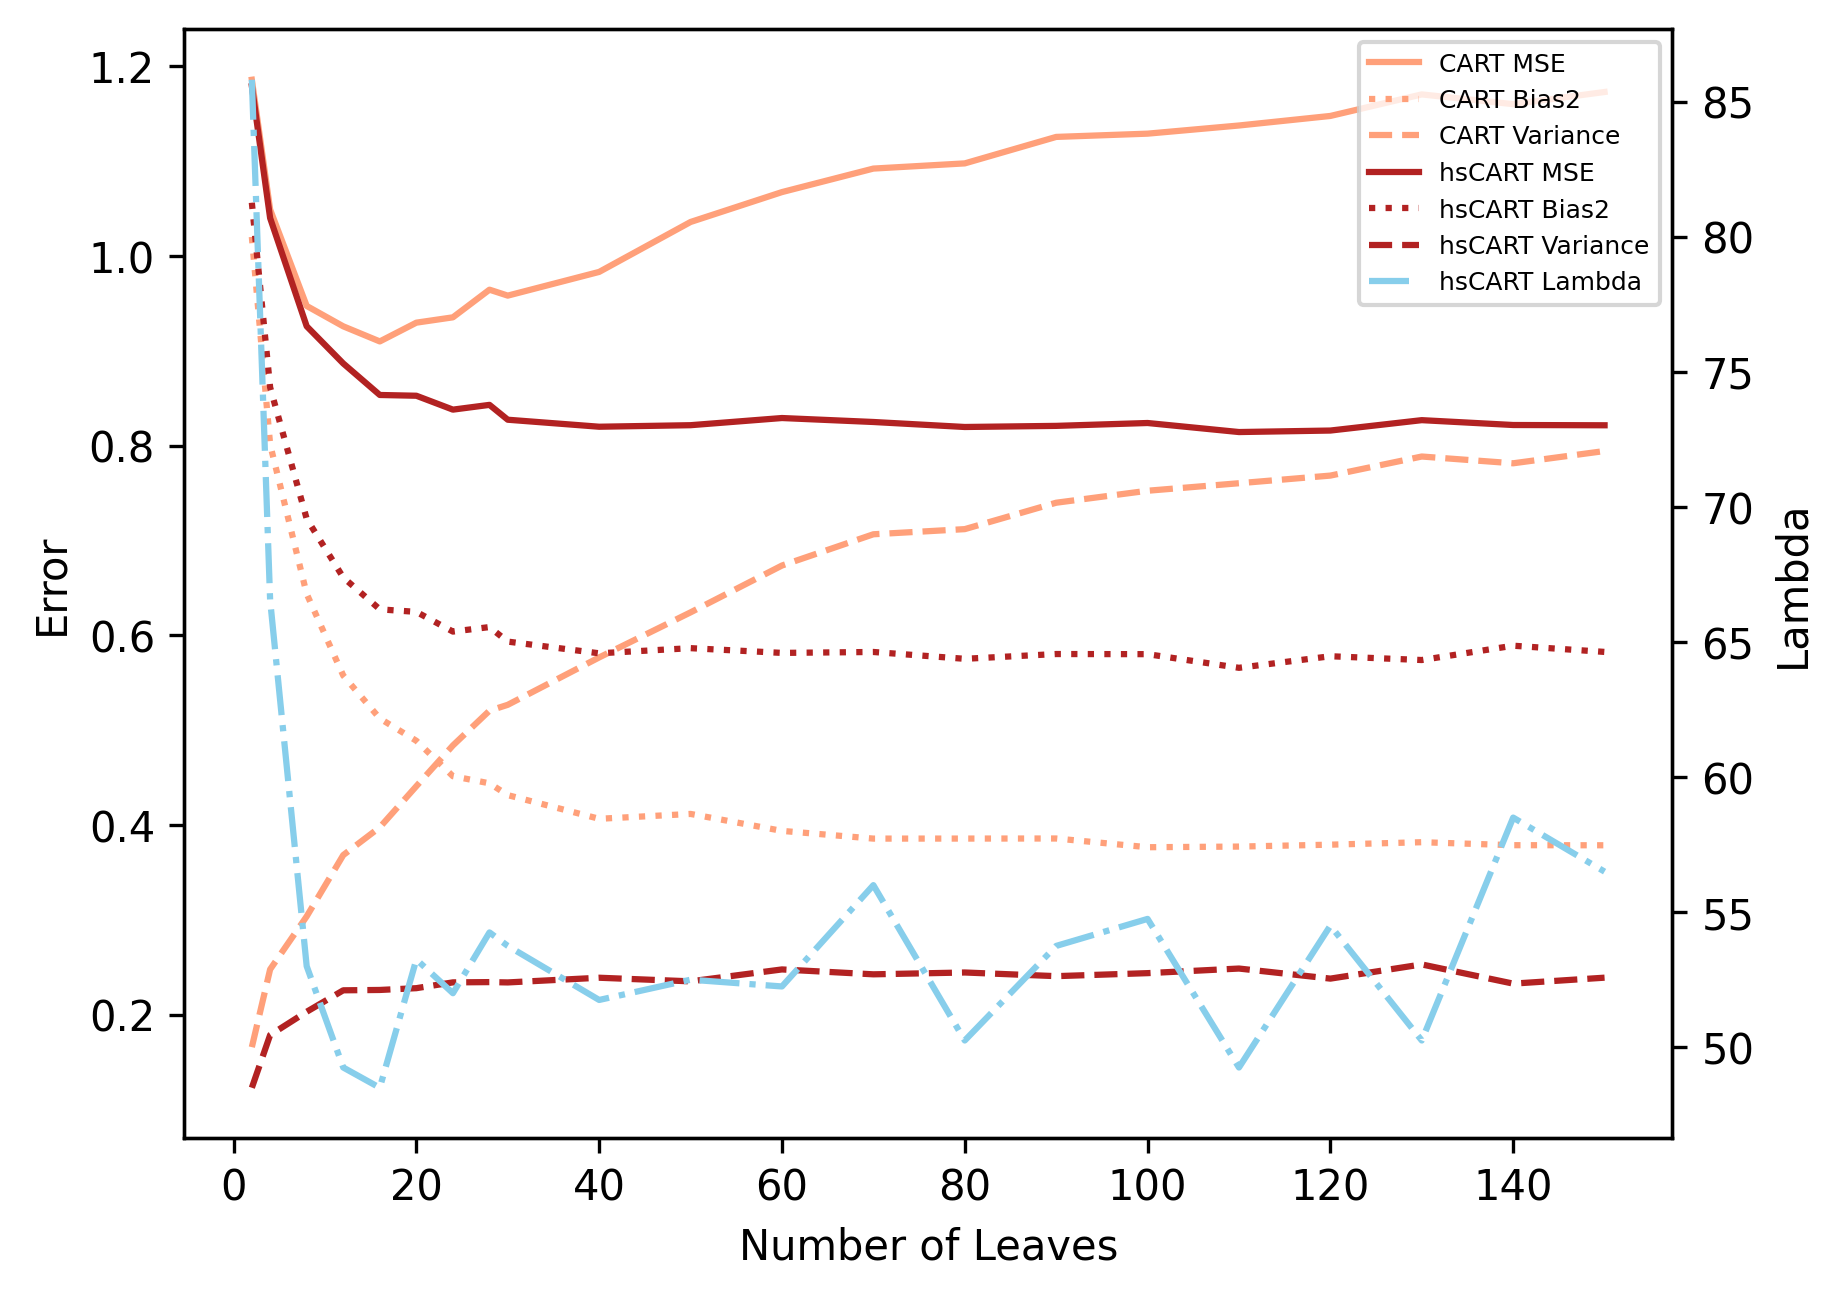 1.2
1.0
0.8
0.6
0.4
0.2
Error
CART MSE
CART Bias2
CART Variance
hsCART MSE
hsCART Bias2
hsCART Variance
hsCART Lambda
85
80
75
70
65
60
55
50
Lambda
0 20 40 60 80 100 120 140
Number of Leaves